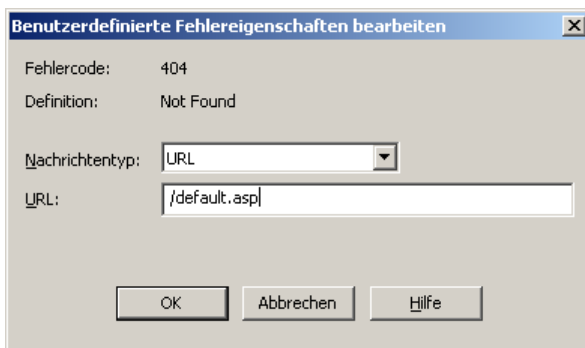 Benutzerdefinierte Fehlereigenschaften bearbeiten
Fehlercode: 404
Definition: Not Found
Nachrichtentyp: URL
URL: /default.asp
OK Abbrechen Hilfe